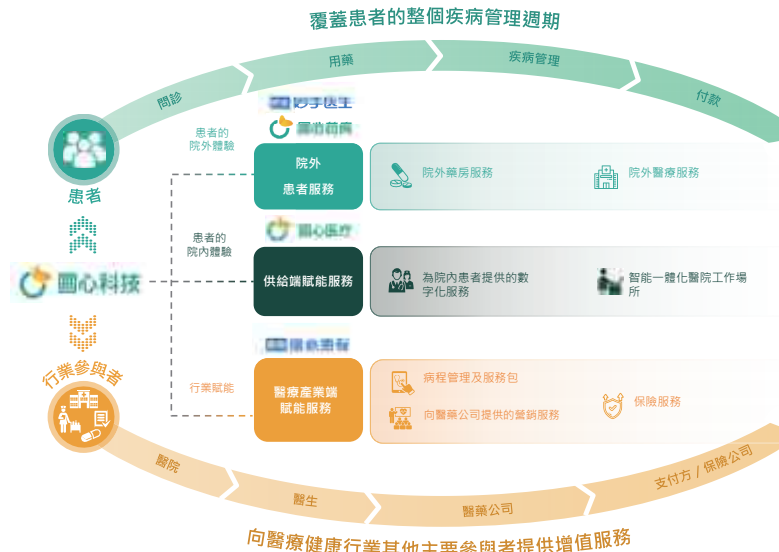 覆蓋患者的整個疾病管理週期
問診
用藥
疾病管理
付款
妙手医生
圓心药房
患者的
院外體驗
院外
患者服務
院外藥房服務
院外醫療服務
患者
圓心医疗
患者的
院內體驗
供給端賦能服務
為院內患者提供的數
字化服務
智能一體化醫院工作場
所
圓心科技
行業參與者
行業賦能
醫療產業端
賦能服務
病程管理及服務包
向醫藥公司提供的營銷服務
保險服務
醫院
醫生
醫藥公司
支付方 / 保險公司
向醫療健康行業其他主要參與者提供增值服務